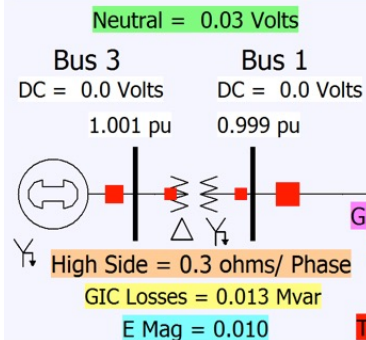 Neutral = 0.03 Volts
Bus 3 Bus 1
DC = 0.0 Volts DC = 0.0 Volts
1.001 pu 0.999 pu
G
High Side = 0.3 ohms/ Phase
GIC Losses = 0.013 Mvar
E Mag = 0.010 T